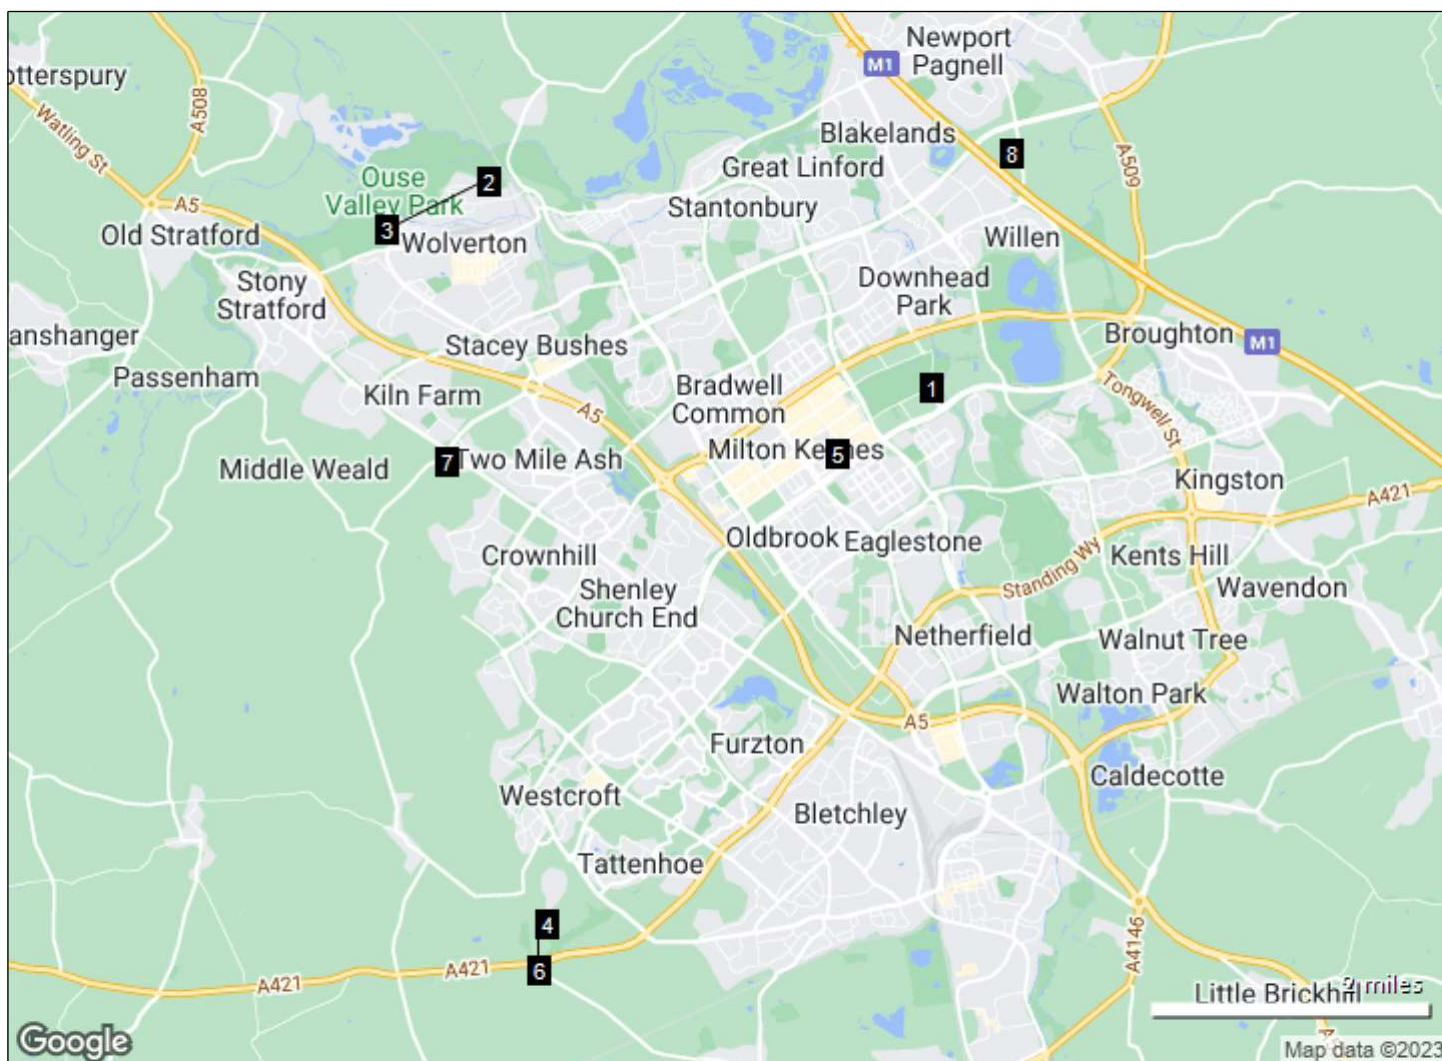 Newport
Pagnell
M1
otterspury
A508
Watling St
Blakelands
8
A509
Great Linford
Ouse
Valley Park
2
A5
Stantonbury
3
Old Stratford
Wolverton
Willen
Stony
Stratford
Downhead
Park
anshanger
Broughton
M1
Stacey Bushes
Passenham
Kiln Farm
Bradwell
Common
1
A5
Tongwell St
Milton Keynes
5
7
Two Mile Ash
Middle Weald
Kingston
A421
Oldbrook
Eaglestone
Crownhill
Standing Wy
Kents Hill
Shenley
Church End
Wavendon
Netherfield
Walnut Tree
Walton Park
A5
Furzton
Caldecotte
Westcroft
Bletchley
Tattenhoe
4
A4146
6
A421
A421
2 miles
Little Brickhill
Google
Map data ©2023